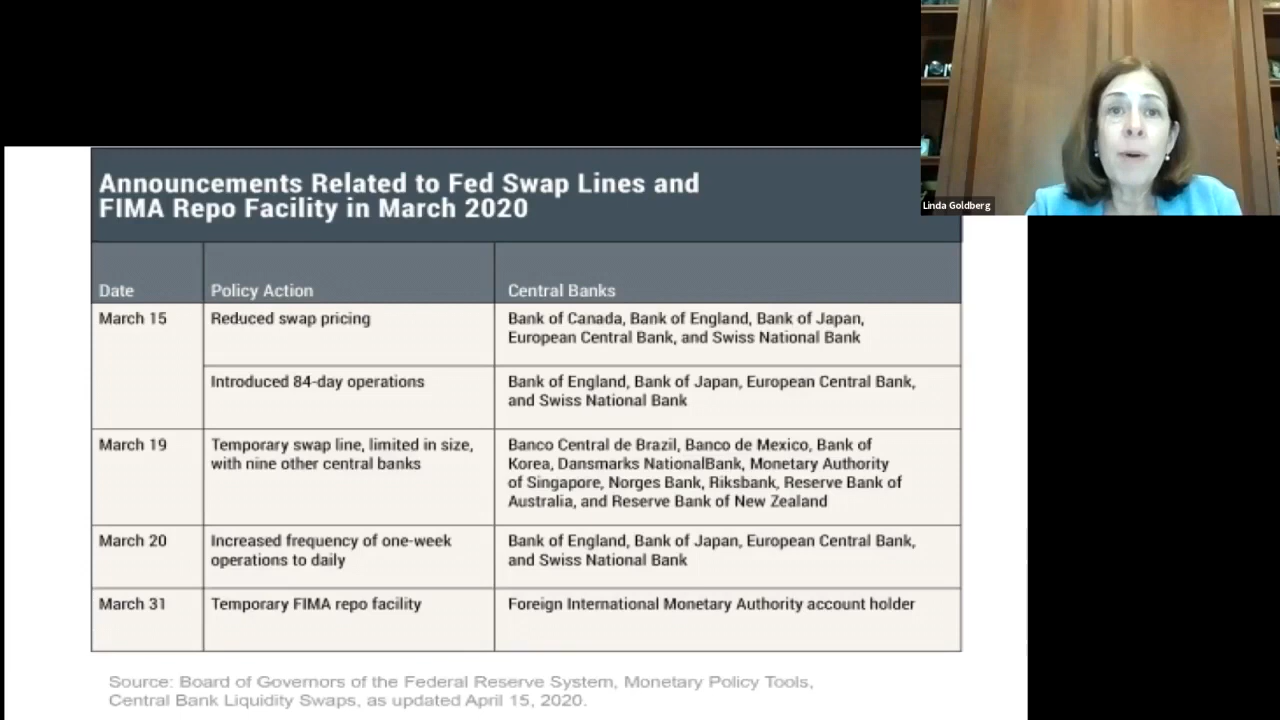 Linda Goldberg
Announcements Related to Fed Swap Lines and
FIMA Repo Facility in March 2020
Date
Policy Action
Central Banks
March 15
Reduced swap pricing
Bank of Canada, Bank of England, Bank of Japan,
European Central Bank, and Swiss National Bank
Introduced 84-day operations
Bank of England, Bank of Japan, European Central Bank,
and Swiss National Bank
March 19
Temporary swap line, limited in size,
with nine other central banks
Banco Central de Brazil, Banco de Mexico, Bank of
Korea, Dansmarks NationalBank, Monetary Authority
of Singapore, Norges Bank, Riksbank, Reserve Bank of
Australia, and Reserve Bank of New Zealand
March 20
Increased frequency of one-week
operations to daily
Bank of England, Bank of Japan, European Central Bank,
and Swiss National Bank
March 31
Temporary FIMA repo facility
Foreign International Monetary Authority account holder
Source: Board of Governors of the Federal Reserve System, Monetary Policy Tools,
Central Bank Liquidity Swaps, as updated April 15, 2020.